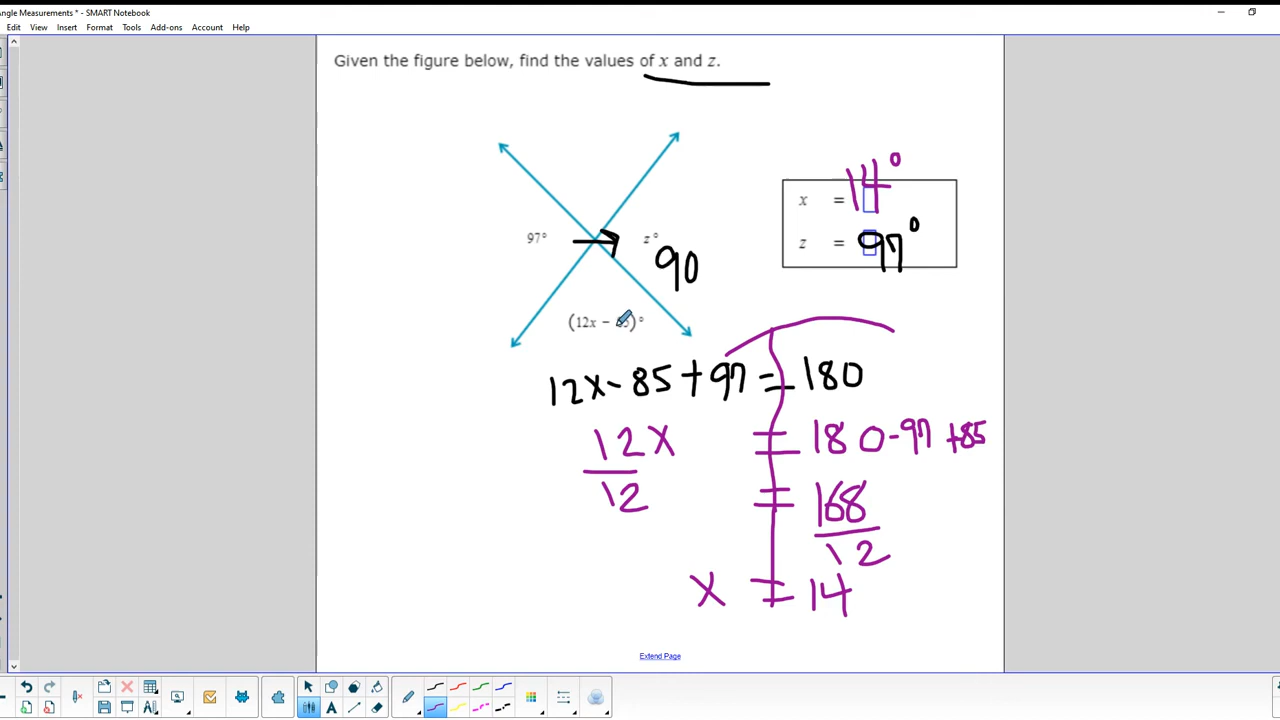 Angle Measurements * - SMART Notebook
Edit View Insert Format Tools Add-ons Account Help
Given the figure below, find the values of x and z.
97°
z°
90
(12x - )°
x = 14°
z = 97°
12x-85+97=180
12x = 180-97+85
12 = 168
12
x = 14
Extend Page